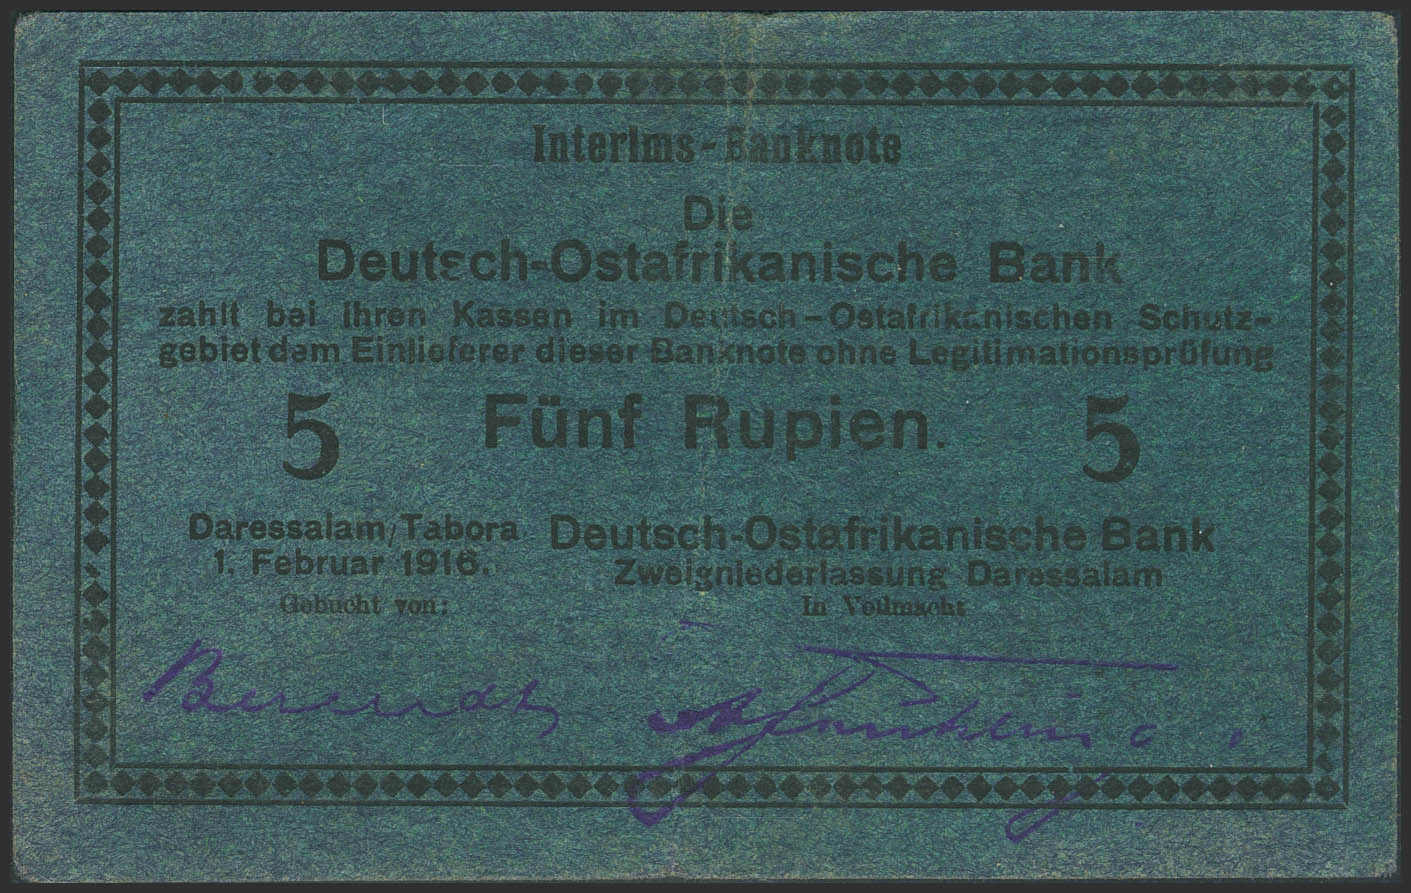 Interims-Banknote
Die
Deutsch-Ostafrikanische Bank
zahlt bei ihren Kassen im Deutsch-Ostafrikanischen Schutz-
gebiet dem Einlieferer dieser Banknote ohne Legitimationsprüfung
5 Fünf Rupien. 5
Daressalam/Tabora Deutsch-Ostafrikanische Bank
1. Februar 1916. Zweigniederlassung Daressalam
Gebucht von: In Vollmacht
Berendt